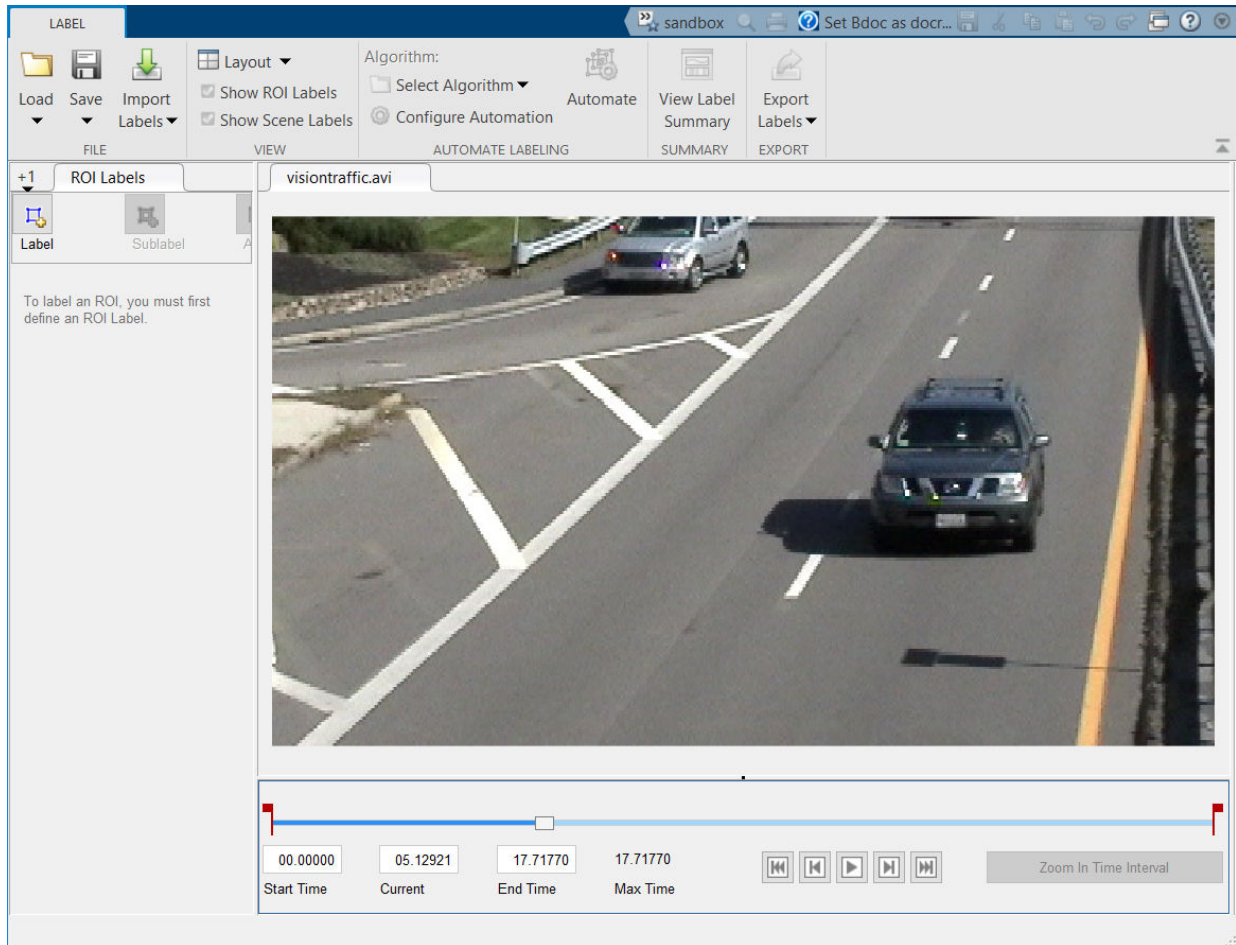 LABEL
sandbox
Set Bdoc as docr...
Load
Save
Import
Labels
FILE
Layout
Show ROI Labels
Show Scene Labels
VIEW
Algorithm:
Select Algorithm
Configure Automation
Automate
AUTOMATE LABELING
View Label
Summary
SUMMARY
Export
Labels
EXPORT
+1
ROI Labels
visiontraffic.avi
Label
Sublabel
A
To label an ROI, you must first
define an ROI Label.
00.00000
05.12921
17.71770
17.71770
Start Time
Current
End Time
Max Time
Zoom In Time Interval